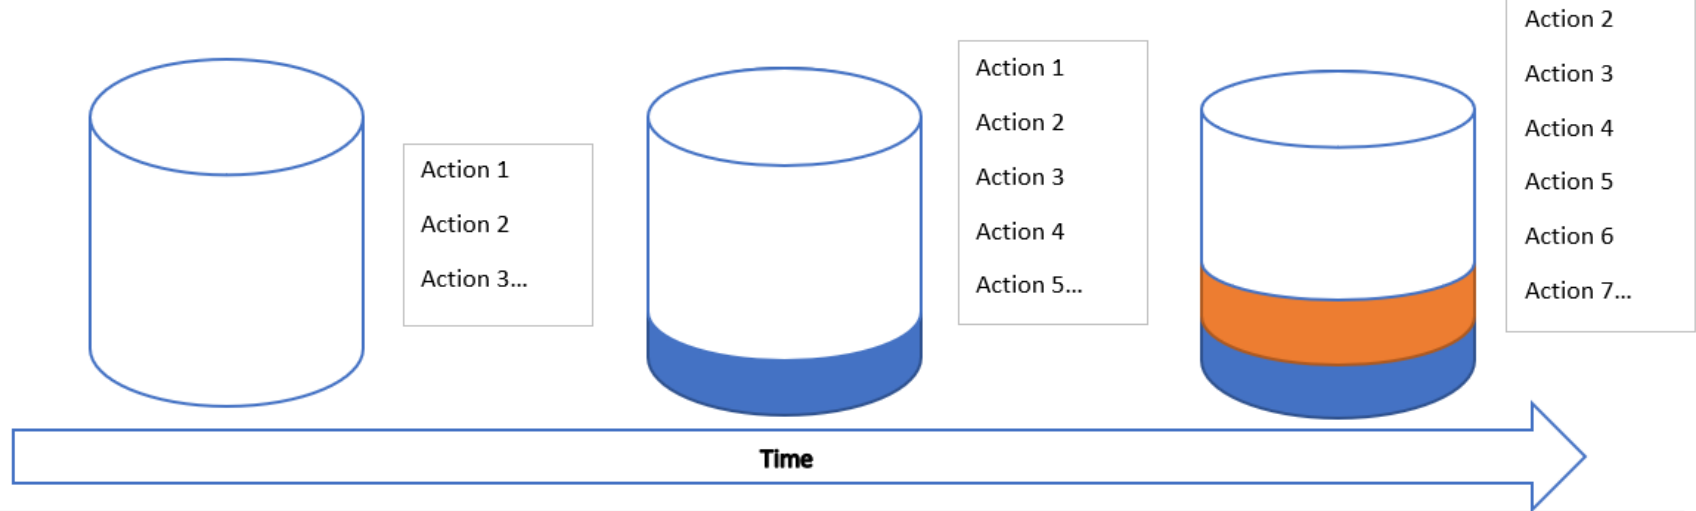 Action 1
Action 2
Action 3...
Action 1
Action 2
Action 3
Action 4
Action 5...
Action 2
Action 3
Action 4
Action 5
Action 6
Action 7...
Time